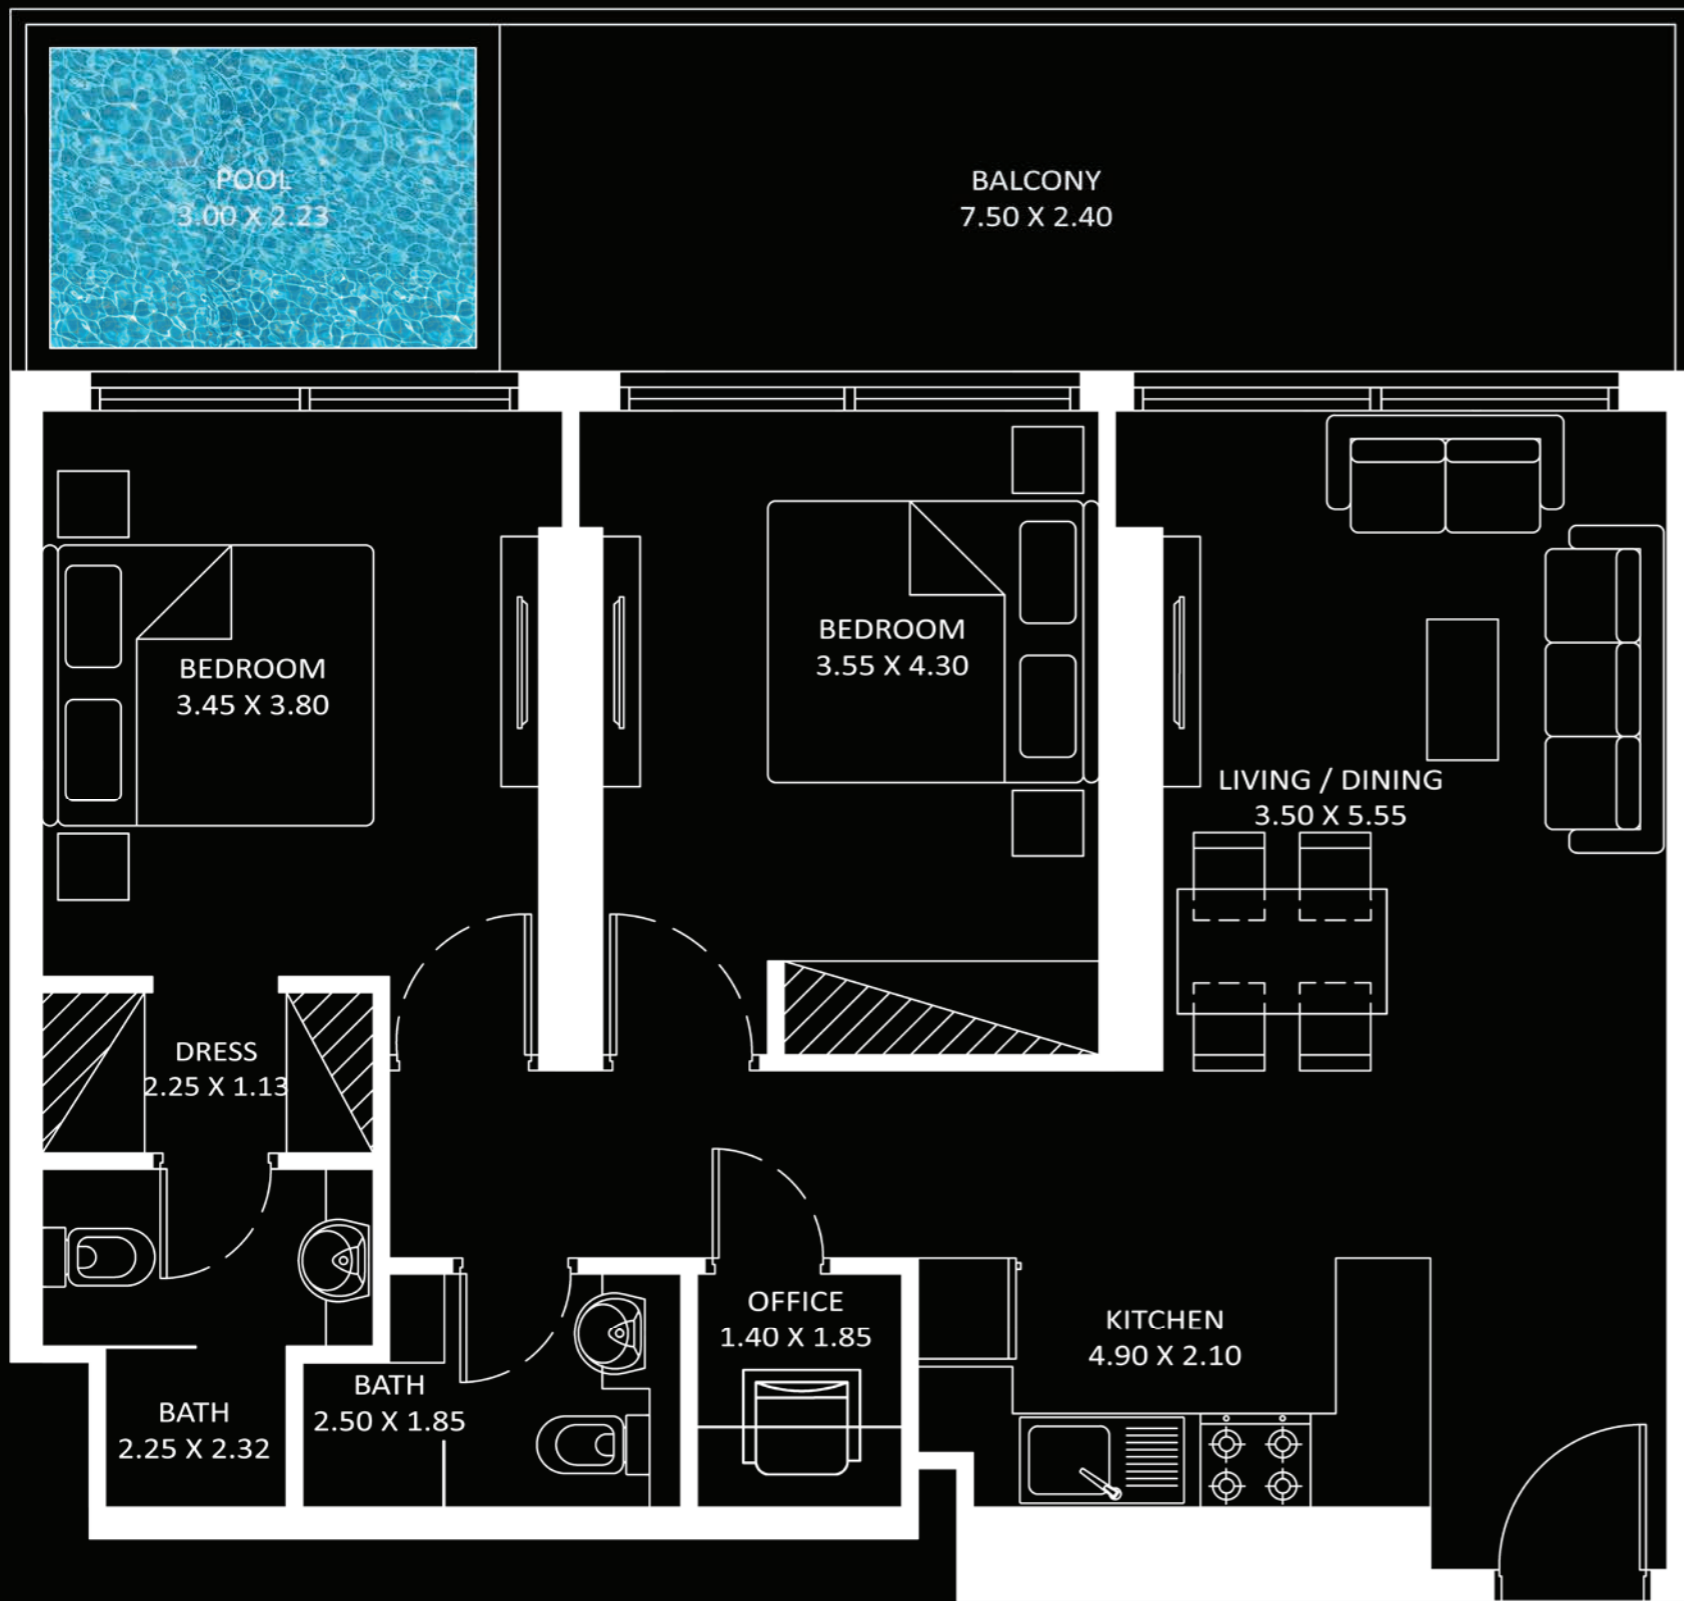 POOL
3.00 X 2.23
BALCONY
7.50 X 2.40
BEDROOM
3.45 X 3.80
BEDROOM
3.55 X 4.30
LIVING / DINING
3.50 X 5.55
DRESS
2.25 X 1.13
OFFICE
1.40 X 1.85
KITCHEN
4.90 X 2.10
BATH
2.50 X 1.85
BATH
2.25 X 2.32